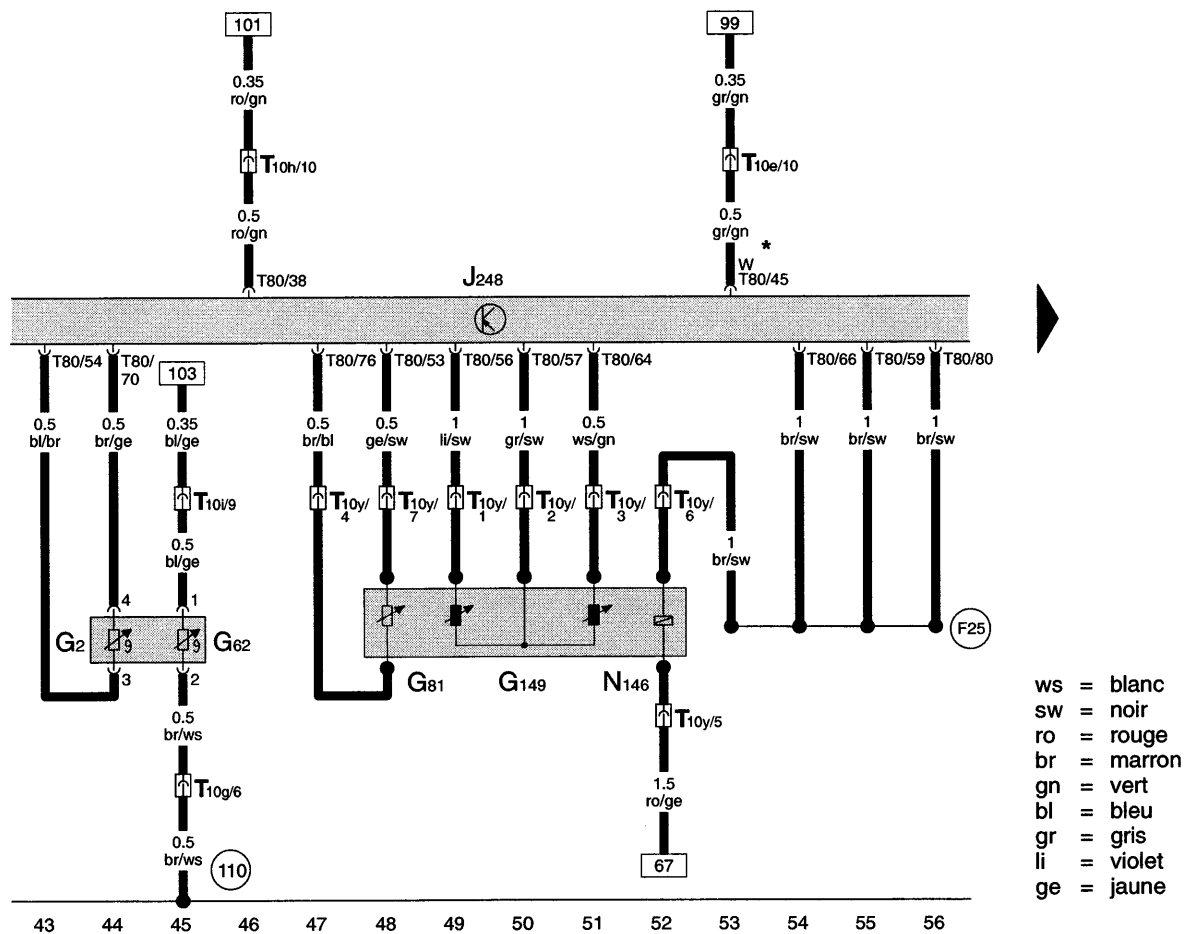 101
99
0.35
ro/gn
0.35
gr/gn
T10h/10
T10e/10
0.5
ro/gn
0.5
gr/gn
*
W
T80/38
J248
T80/45
T80/54
T80/
70
103
T80/76
T80/53
T80/56
T80/57
T80/64
T80/66
T80/59
T80/80
0.5
bl/br
0.5
br/ge
0.35
bl/ge
0.5
br/bl
0.5
ge/sw
1
li/sw
1
gr/sw
0.5
ws/gn
1
br/sw
1
br/sw
1
br/sw
T10i/9
T10y/
4
T10y/
7
T10y/
1
T10y/
2
T10y/
3
T10y/
6
0.5
bl/ge
1
br/sw
4
1
G2
9
9
G62
F25
3
2
G81
G149
N146
0.5
br/ws
T10y/5
T10g/6
1.5
ro/ge
0.5
br/ws
110
67
ws = blanc
sw = noir
ro = rouge
br = marron
gn = vert
bl = bleu
gr = gris
li = violet
ge = jaune
43 44 45 46 47 48 49 50 51 52 53 54 55 56